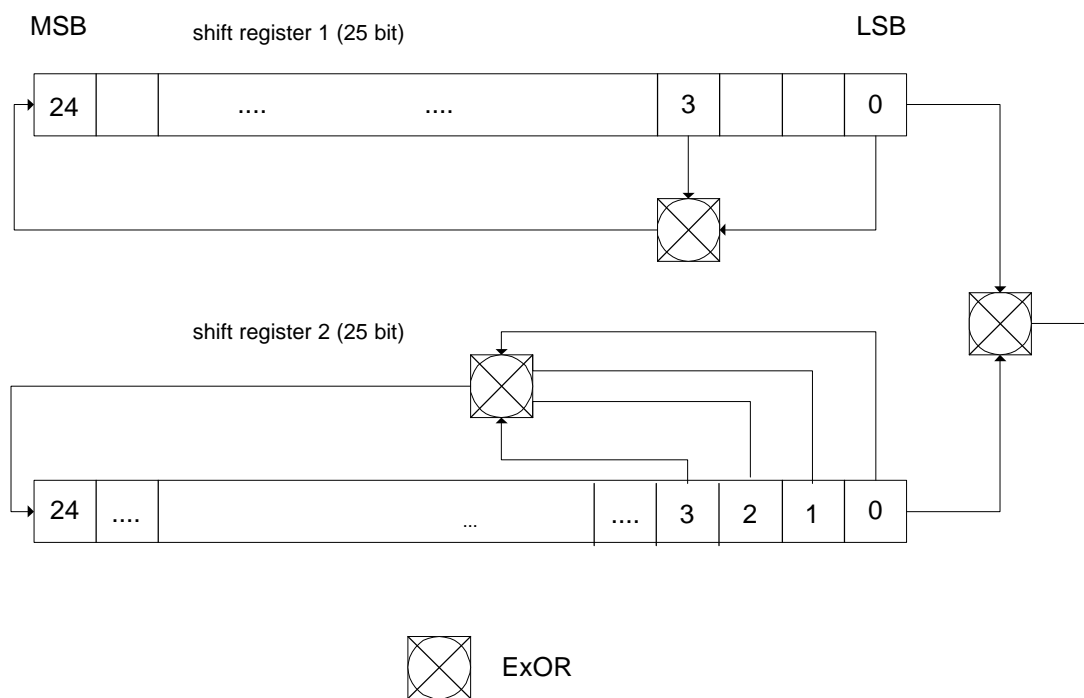 MSB shift register 1 (25 bit) LSB
24 .... .... 3 0
shift register 2 (25 bit)
24 .... ... .... 3 2 1 0
ExOR